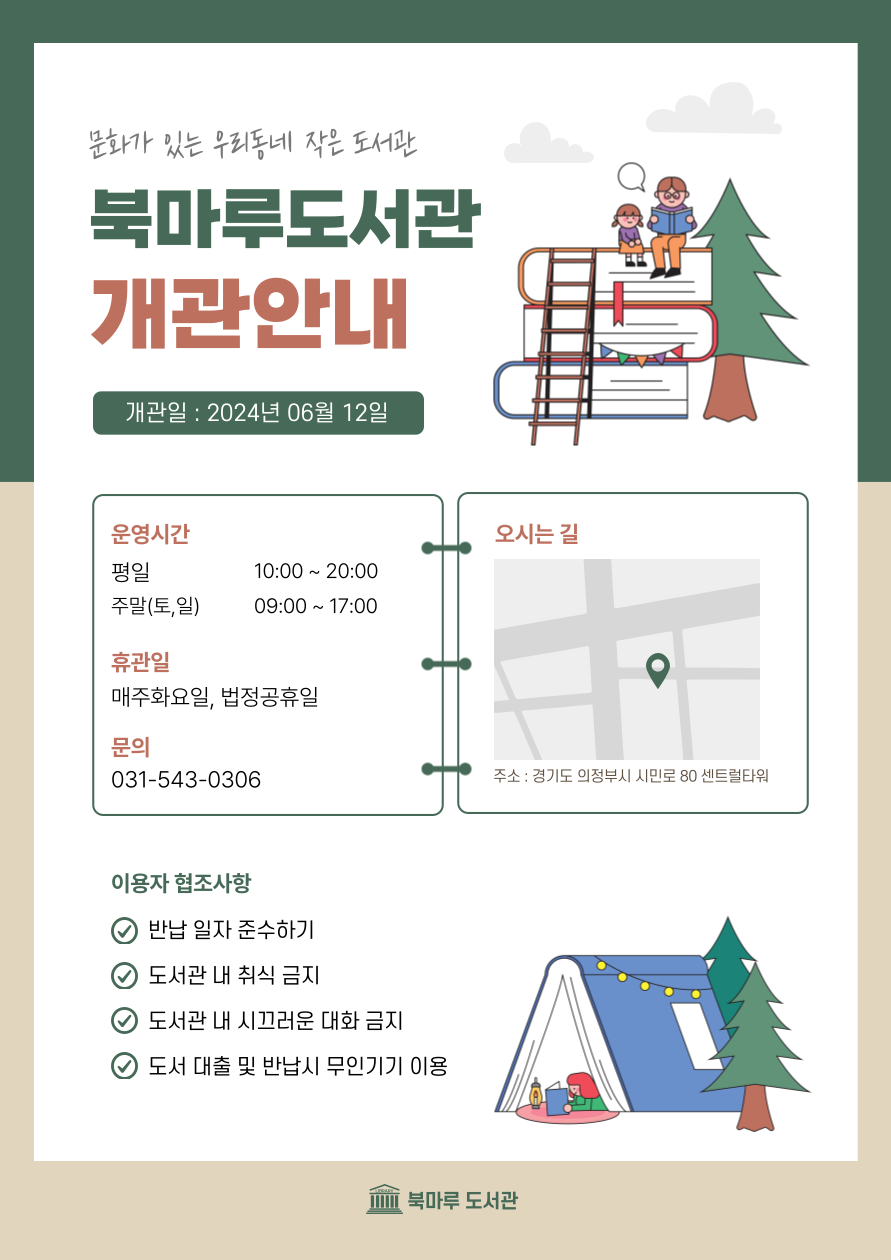 문화가 있는 우리동네 작은 도서관
북마루도서관
개관안내
개관일 : 2024년 06월 12일
운영시간
평일 10:00 ~ 20:00
주말(토,일) 09:00 ~ 17:00
휴관일
매주화요일, 법정공휴일
문의
031-543-0306
오시는 길
주소 : 경기도 의정부시 시민로 80 센트럴타워
이용자 협조사항
반납 일자 준수하기
도서관 내 취식 금지
도서관 내 시끄러운 대화 금지
도서 대출 및 반납시 무인기기 이용
LIBRARY
북마루 도서관